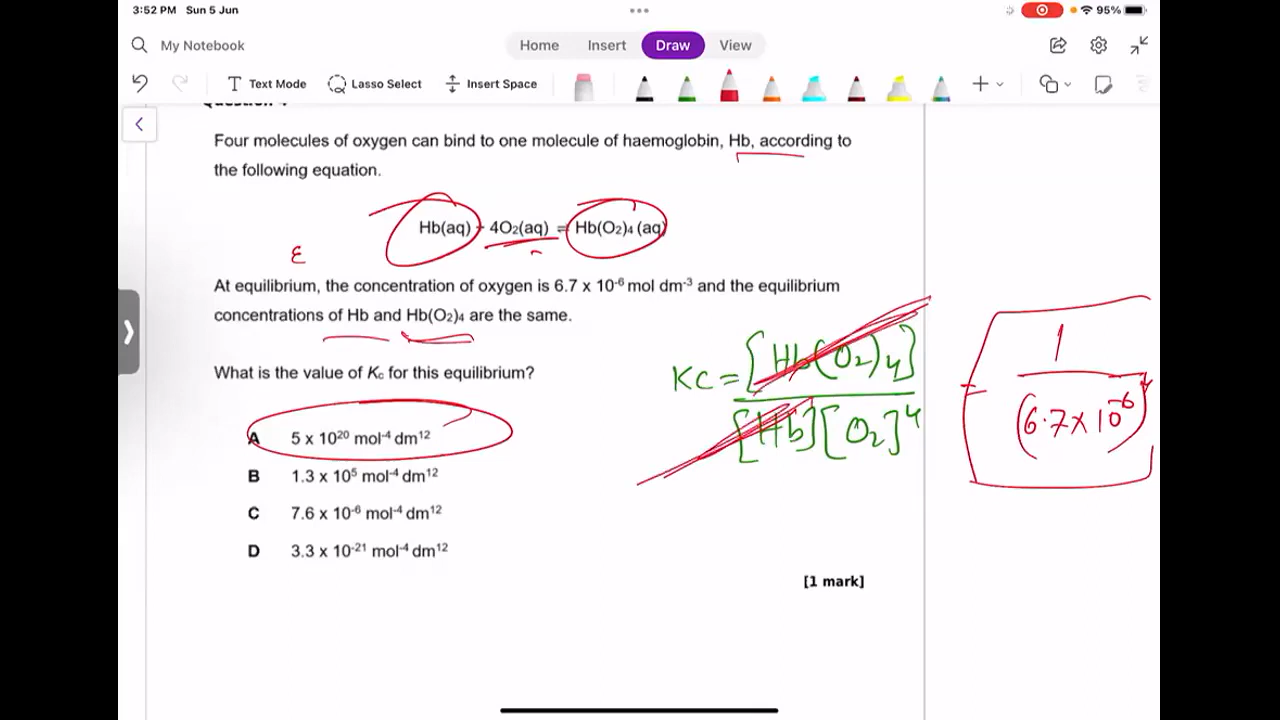 3:52 PM Sun 5 Jun 95%
My Notebook Home Insert Draw View
Text Mode Lasso Select Insert Space
Four molecules of oxygen can bind to one molecule of haemoglobin, Hb, according to
the following equation.
Hb(aq) + 4O₂(aq) = Hb(O₂)₄ (aq)
ε
At equilibrium, the concentration of oxygen is 6.7 x 10⁻⁶ mol dm⁻³ and the equilibrium
concentrations of Hb and Hb(O₂)₄ are the same.
What is the value of Kc for this equilibrium?
A 5 x 10²⁰ mol⁻⁴ dm¹²
B 1.3 x 10⁵ mol⁻⁴ dm¹²
C 7.6 x 10⁻⁶ mol⁻⁴ dm¹²
D 3.3 x 10⁻²¹ mol⁻⁴ dm¹²
[1 mark]
KC = [Hb(O₂)₄]
[Hb][O₂]⁴
1
(6.7×10⁻⁶)